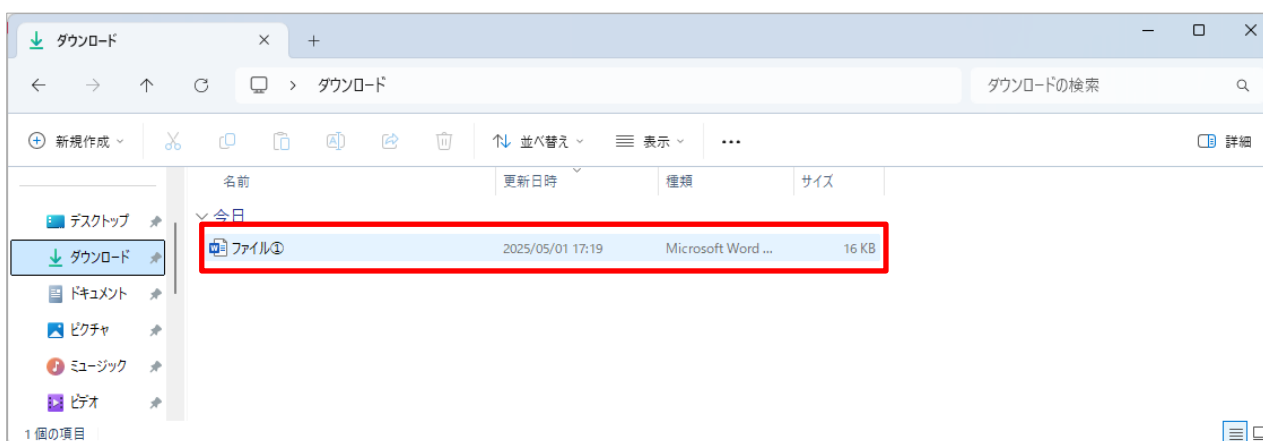 ダウンロード
ダウンロード
ダウンロードの検索
新規作成
並べ替え
表示
詳細
名前
更新日時
種類
サイズ
今日
ファイル①
2025/05/01 17:19
Microsoft Word ...
16 KB
デスクトップ
ダウンロード
ドキュメント
ピクチャ
ミュージック
ビデオ
1 個の項目